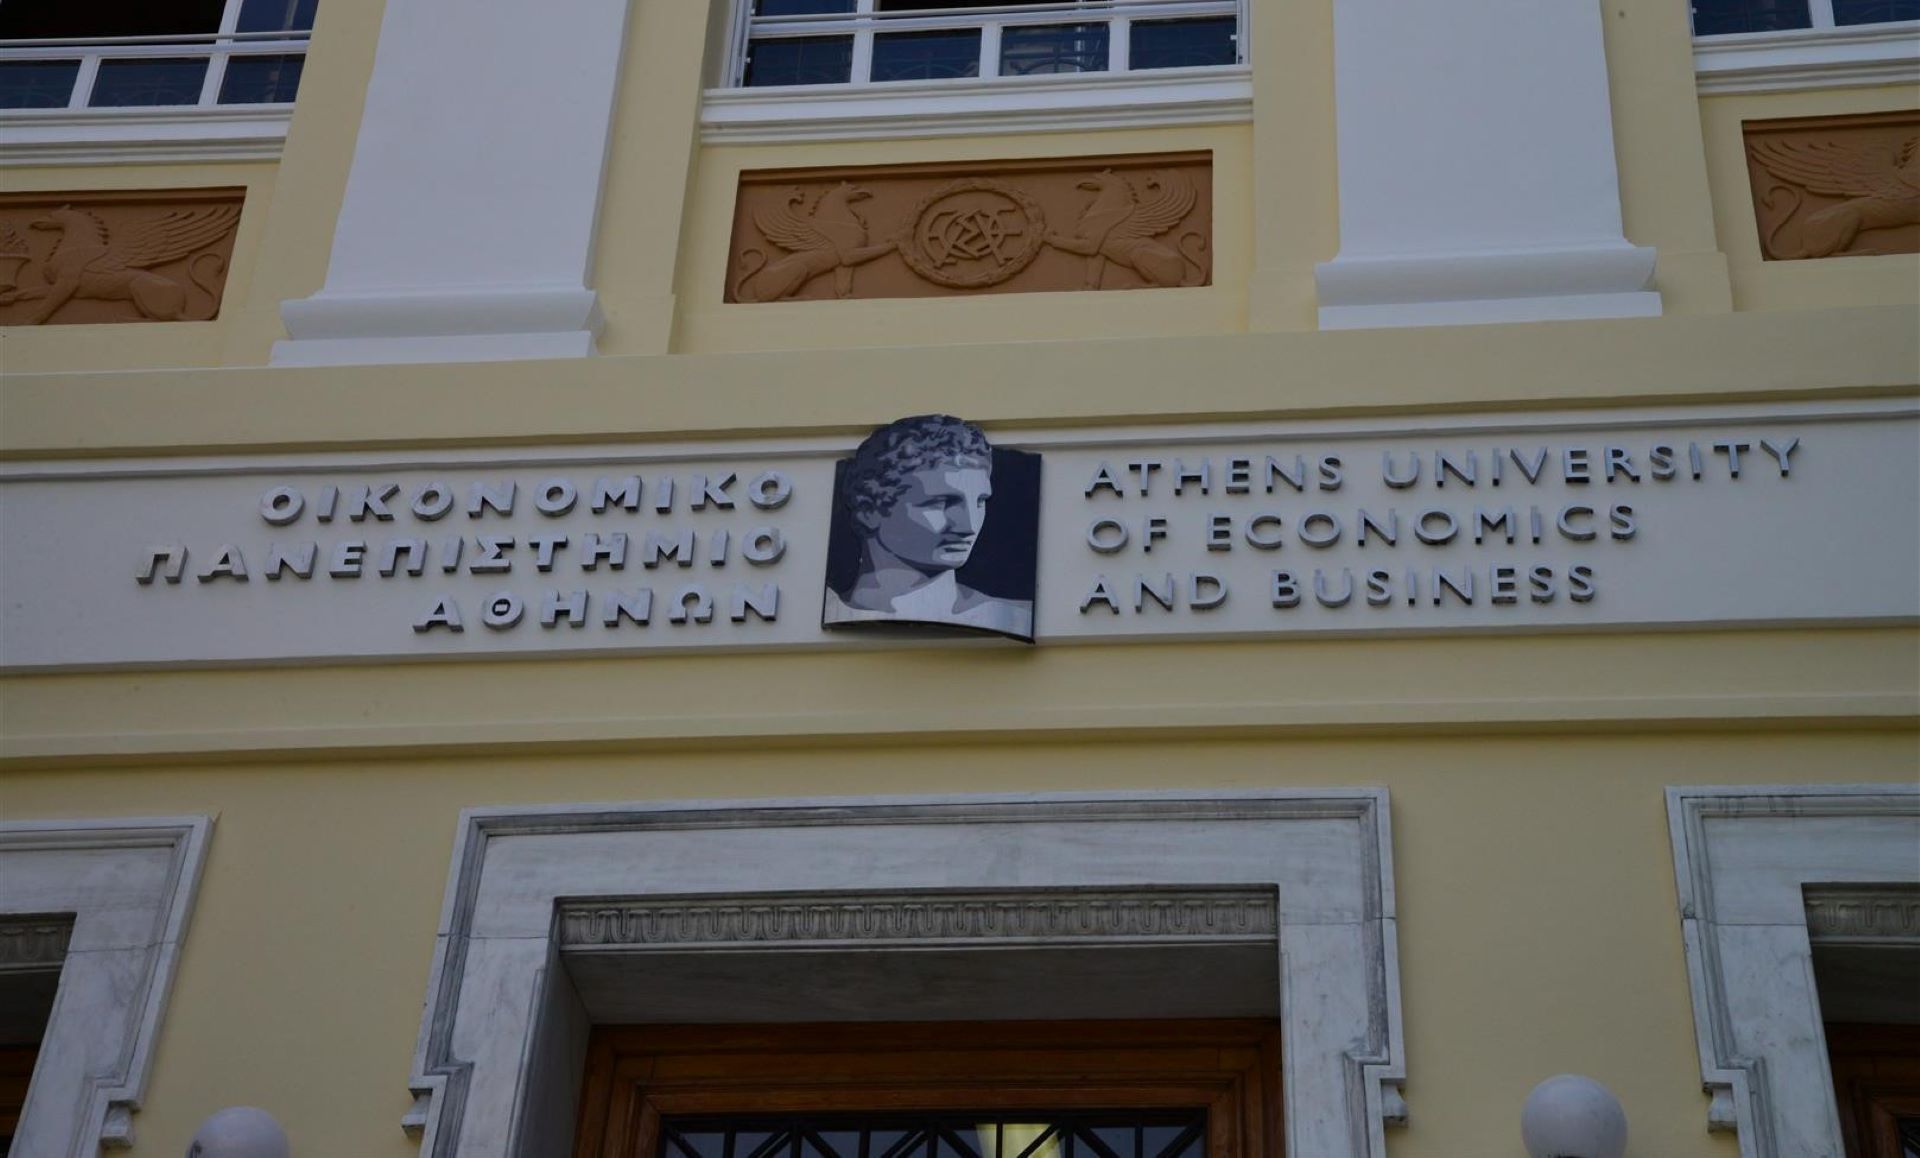 ΟΙΚΟΝΟΜΙΚΟ
ΠΑΝΕΠΙΣΤΗΜΙΟ
ΑΘΗΝΩΝ
ATHENS UNIVERSITY
OF ECONOMICS
AND BUSINESS